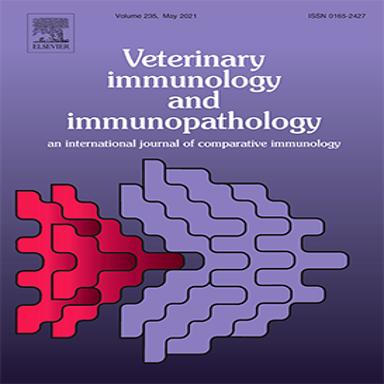 Volume 235, May 2021 ISSN 0165-2427
ELSEVIER
Veterinary
immunology
and
immunopathology
an international journal of comparative immunology